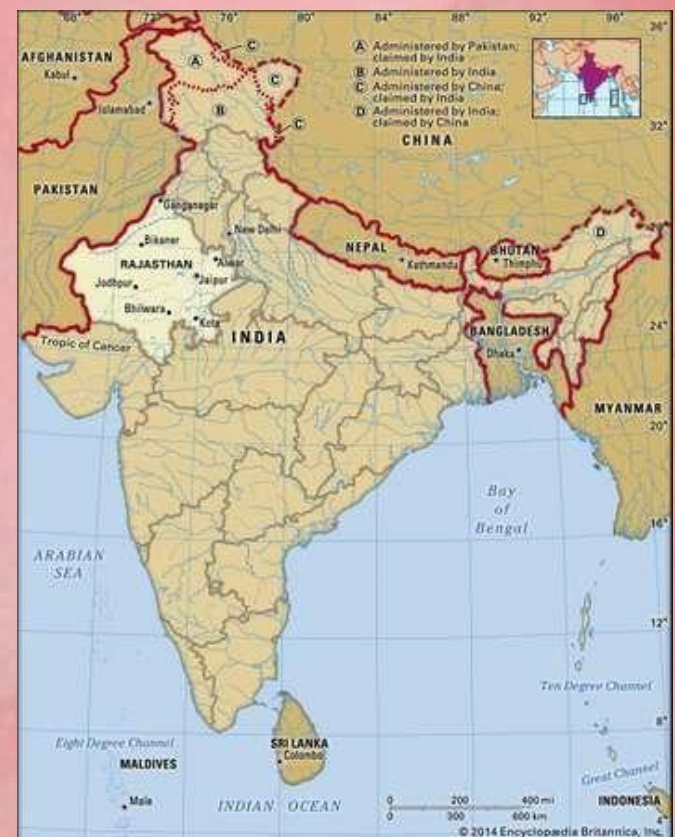 68° 72° 76° 80° 84° 88° 92° 96° 36°
AFGHANISTAN
Kabul
Islamabad
A
C
C
B
C
A Administered by Pakistan;
claimed by India
B Administered by India
C Administered by China;
claimed by India
D Administered by India;
claimed by China
32°
CHINA
PAKISTAN
Ganganagar
Bikaner
New Delhi
RAJASTHAN
Alwar
Jodhpur
Jaipur
Bhilwara
Kota
NEPAL
Kathmandu
BHUTAN
Thimphu
D
INDIA
Tropic of Cancer
BANGLADESH
Dhaka
24°
MYANMAR
20°
Bay
of
Bengal
16°
ARABIAN
SEA
12°
Ten Degree Channel
Eight Degree Channel
8°
MALDIVES
SRI LANKA
Colombo
Great Channel
Male
INDIAN OCEAN
0 200 400 mi
0 300 600 km
INDONESIA
4°
© 2014 Encyclopædia Britannica, Inc.